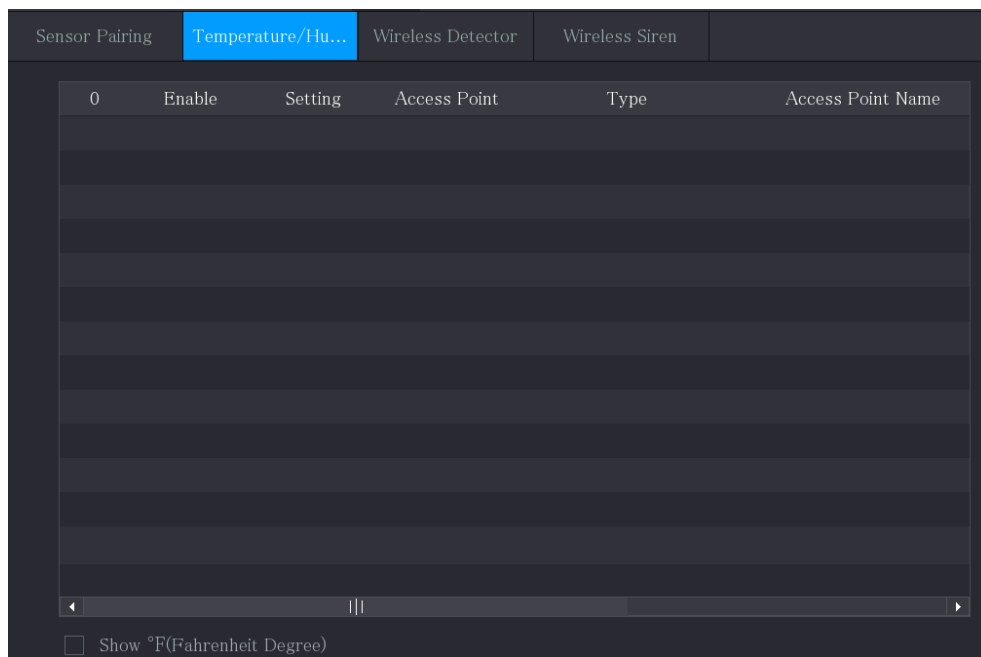 Sensor Pairing Temperature/Hu... Wireless Detector Wireless Siren
0 Enable Setting Access Point Type Access Point Name
Show °F(Fahrenheit Degree)